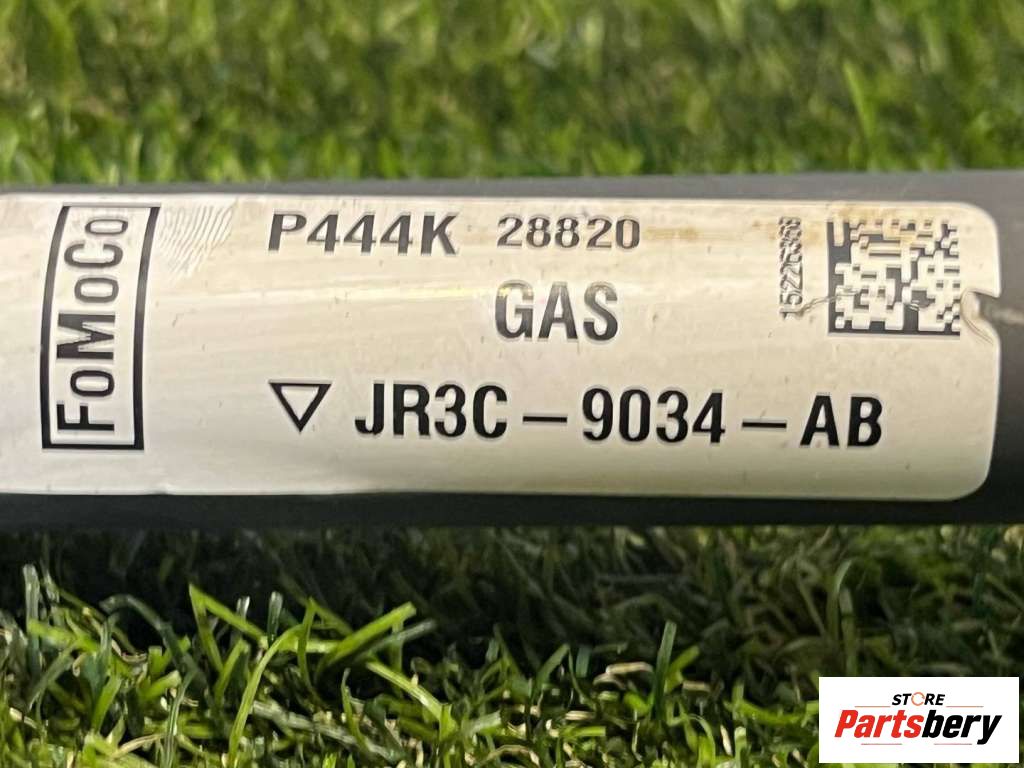 FoMoCo
P444K 28820
GAS
JR3C-9034-AB
STORE
Partsbery